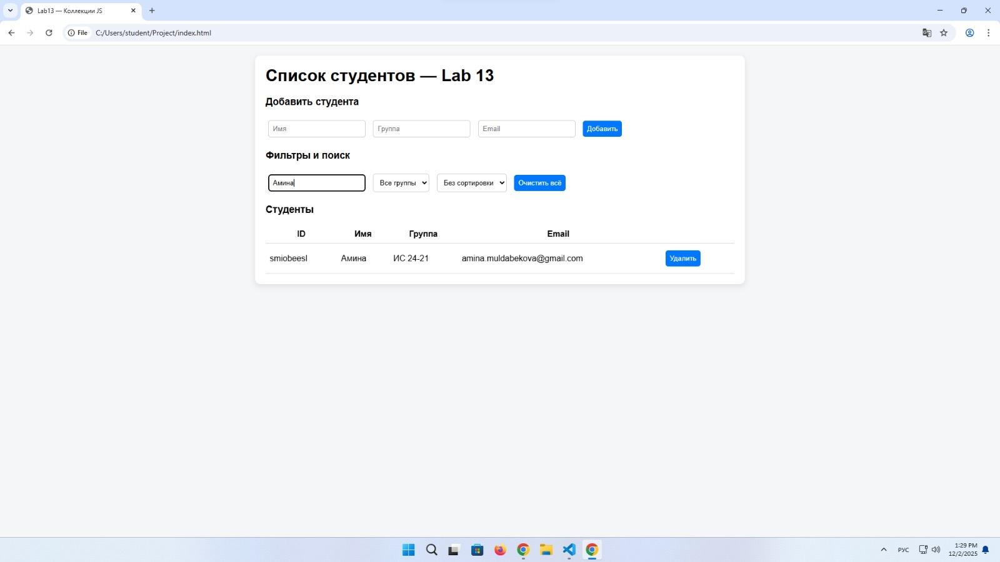 Lab13 — Коллекции JS
File C:/Users/student/Project/index.html
Список студентов — Lab 13
Добавить студента
Имя Группа Email Добавить
Фильтры и поиск
Амина Все группы Без сортировки Очистить всё
Студенты
ID Имя Группа Email
smiobeesl Амина ИС 24-21 amina.muldabekova@gmail.com Удалить
РУС 1:29 PM
12/2/2025